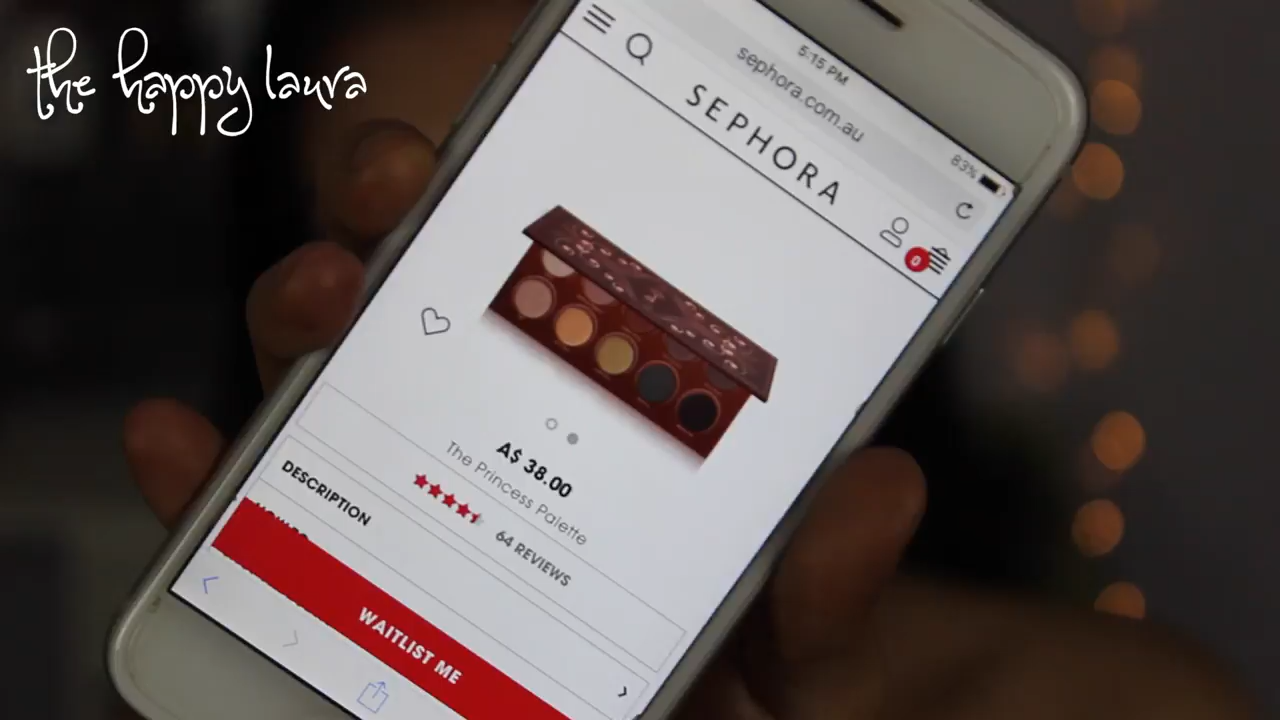 the happy laura
5:15 PM
sephora.com.au
83%
SEPHORA
0
A$ 38.00
The Princess Palette
64 REVIEWS
DESCRIPTION
WAITLIST ME